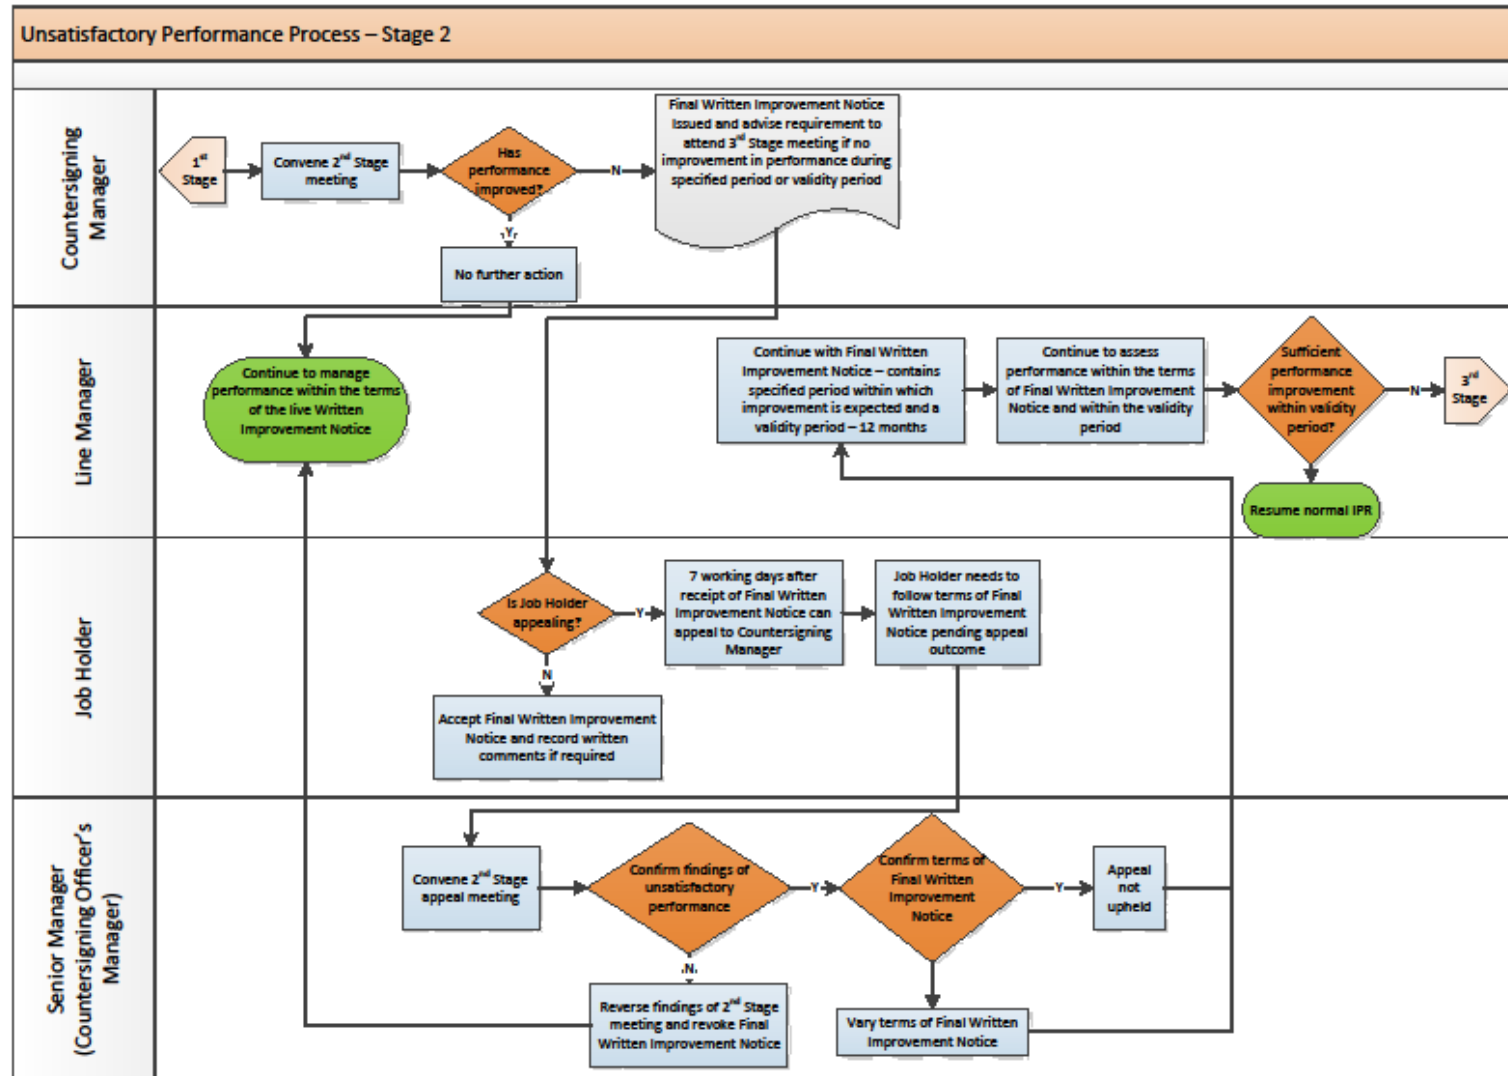 Unsatisfactory Performance Process – Stage 2
Countersigning
Manager
1st
Stage
Convene 2nd Stage
meeting
Has
performance
improved?
N
Y
No further action
Final Written Improvement Notice
Issued and advise requirement to
attend 3rd Stage meeting if no
improvement in performance during
specified period or validity period
Line Manager
Continue to manage
performance within the terms
of the live Written
Improvement Notice
Continue with Final Written
Improvement Notice – contains
specified period within which
improvement is expected and a
validity period – 12 months
Continue to assess
performance within the terms
of Final Written Improvement
Notice and within the validity
period
Sufficient
performance
improvement
within validity
period?
N
3rd
Stage
Resume normal IPR
Job Holder
Is Job Holder
appealing?
Y
N
7 working days after
receipt of Final Written
Improvement Notice can
appeal to Countersigning
Manager
Job Holder needs to
follow terms of Final
Written Improvement
Notice pending appeal
outcome
Accept Final Written Improvement
Notice and record written
comments if required
Senior Manager
(Countersigning Officer's
Manager)
Convene 2nd Stage
appeal meeting
Confirm findings of
unsatisfactory
performance
Y
N
Confirm terms of
Final Written
Improvement
Notice
Y
Appeal
not
upheld
Reverse findings of 2nd Stage
meeting and revoke Final
Written Improvement Notice
Vary terms of Final Written
Improvement Notice